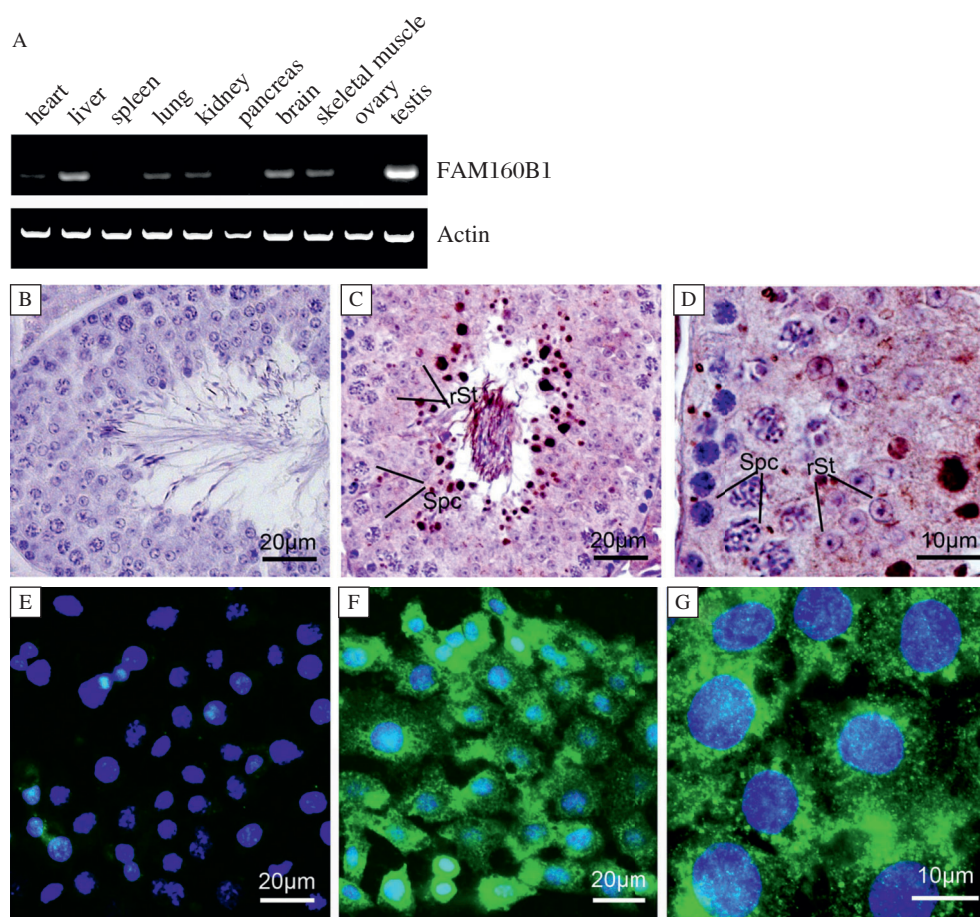 A
heart
liver
spleen
lung
kidney
pancreas
brain
skeletal muscle
ovary
testis
FAM160B1
Actin
B
20μm
C
rSt
Spc
20μm
D
Spc
rSt
10μm
E
20μm
F
20μm
G
10μm